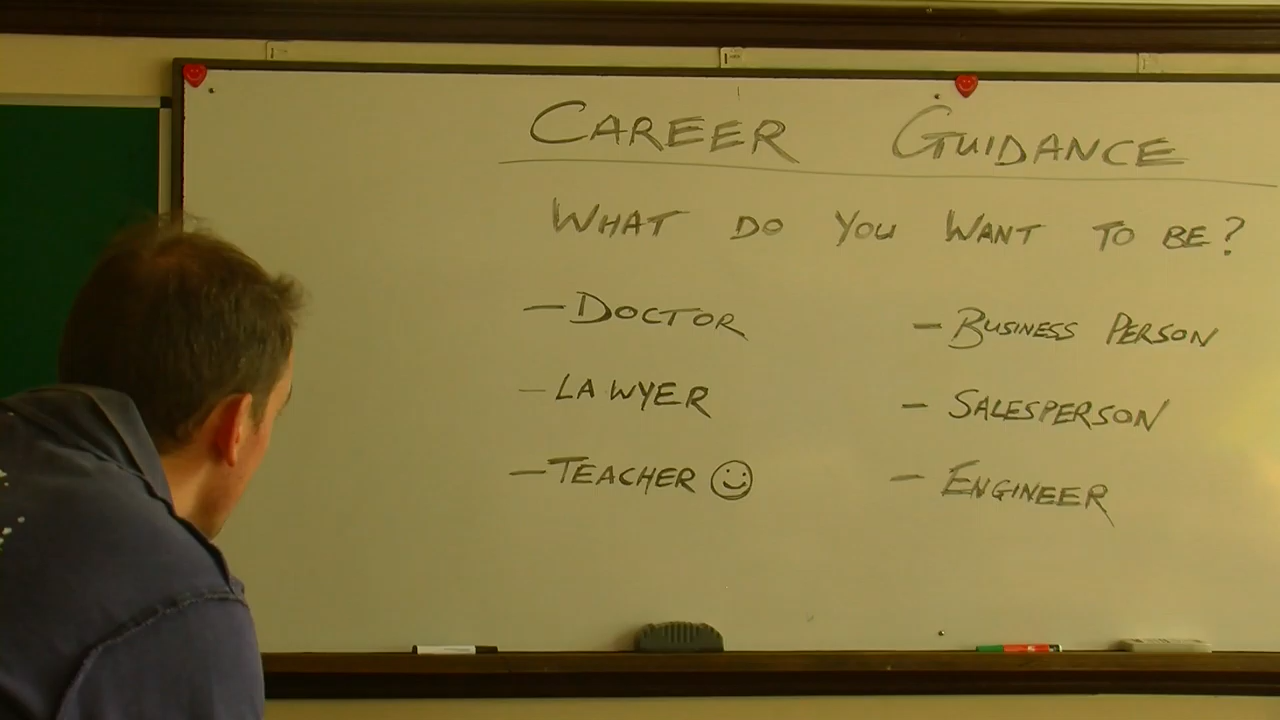 CAREER GUIDANCE
WHAT DO YOU WANT TO BE?
- DOCTOR
- LAWYER
- TEACHER ☺
- BUSINESS PERSON
- SALESPERSON
- ENGINEER